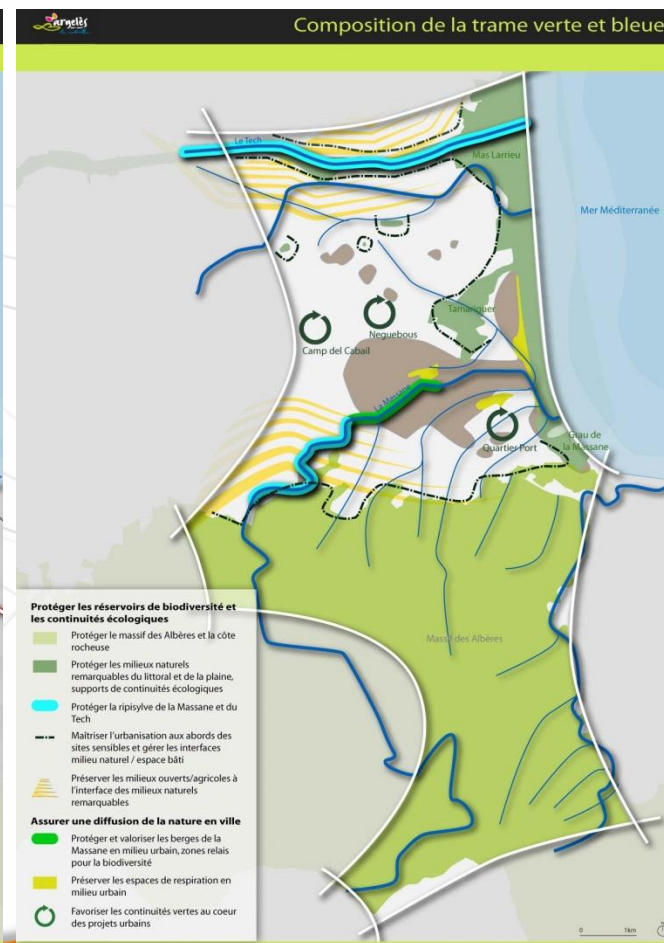 argelès
Composition de la trame verte et bleue
Le Tech
Mas Larrieu
Mer Méditerranée
Tamariguer
Neguebous
Camp del Cabail
La Massane
Quartier Port
Grau de
la Massane
Massif des Albères
Protéger les réservoirs de biodiversité et
les continuités écologiques
Protéger le massif des Albères et la côte
rocheuse
Protéger les milieux naturels
remarquables du littoral et de la plaine,
supports de continuités écologiques
Protéger la ripisylve de la Massane et du
Tech
Maîtriser l'urbanisation aux abords des
sites sensibles et gérer les interfaces
milieu naturel / espace bâti
Préserver les milieux ouverts/agricoles à
l'interface des milieux naturels
remarquables
Assurer une diffusion de la nature en ville
Protéger et valoriser les berges de la
Massane en milieu urbain, zones relais
pour la biodiversité
Préserver les espaces de respiration en
milieu urbain
Favoriser les continuités vertes au coeur
des projets urbains
0 1km